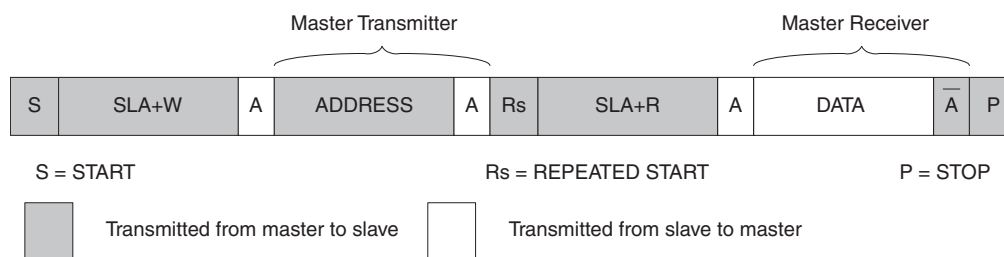 Master Transmitter Master Receiver
S SLA+W A ADDRESS A Rs SLA+R A DATA A̅ P
S = START Rs = REPEATED START P = STOP
Transmitted from master to slave Transmitted from slave to master